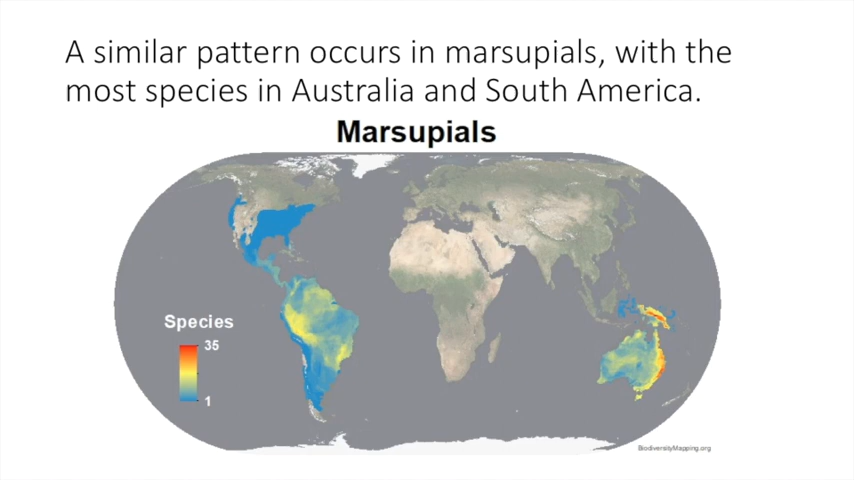 A similar pattern occurs in marsupials, with the
most species in Australia and South America.
Marsupials
Species
35
1
BiodiversityMapping.org